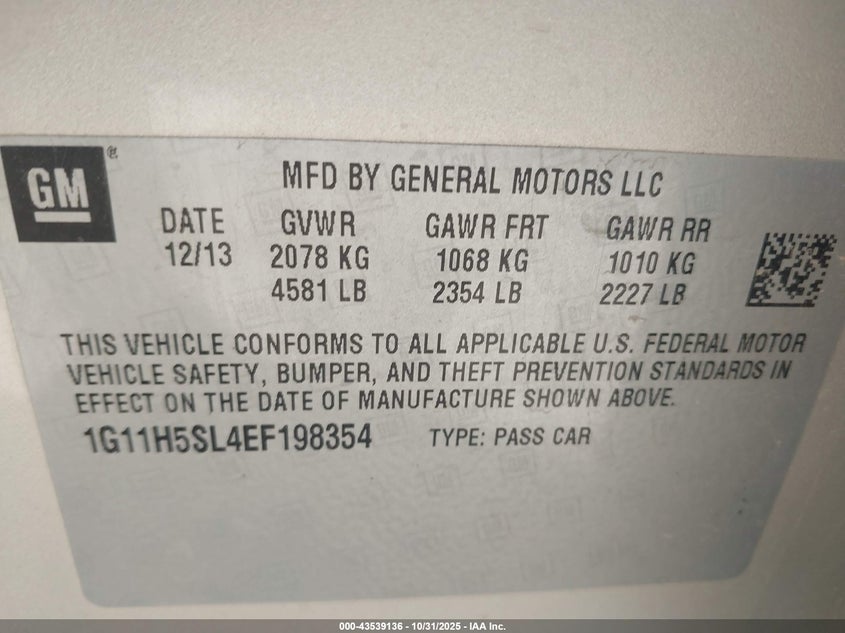 GM ®
MFD BY GENERAL MOTORS LLC
DATE GVWR GAWR FRT GAWR RR
12/13 2078 KG 1068 KG 1010 KG
4581 LB 2354 LB 2227 LB
THIS VEHICLE CONFORMS TO ALL APPLICABLE U.S. FEDERAL MOTOR
VEHICLE SAFETY, BUMPER, AND THEFT PREVENTION STANDARDS IN
EFFECT ON THE DATE OF MANUFACTURE SHOWN ABOVE.
1G11H5SL4EF198354 TYPE: PASS CAR
000-43539136 - 10/31/2025 - IAA Inc.